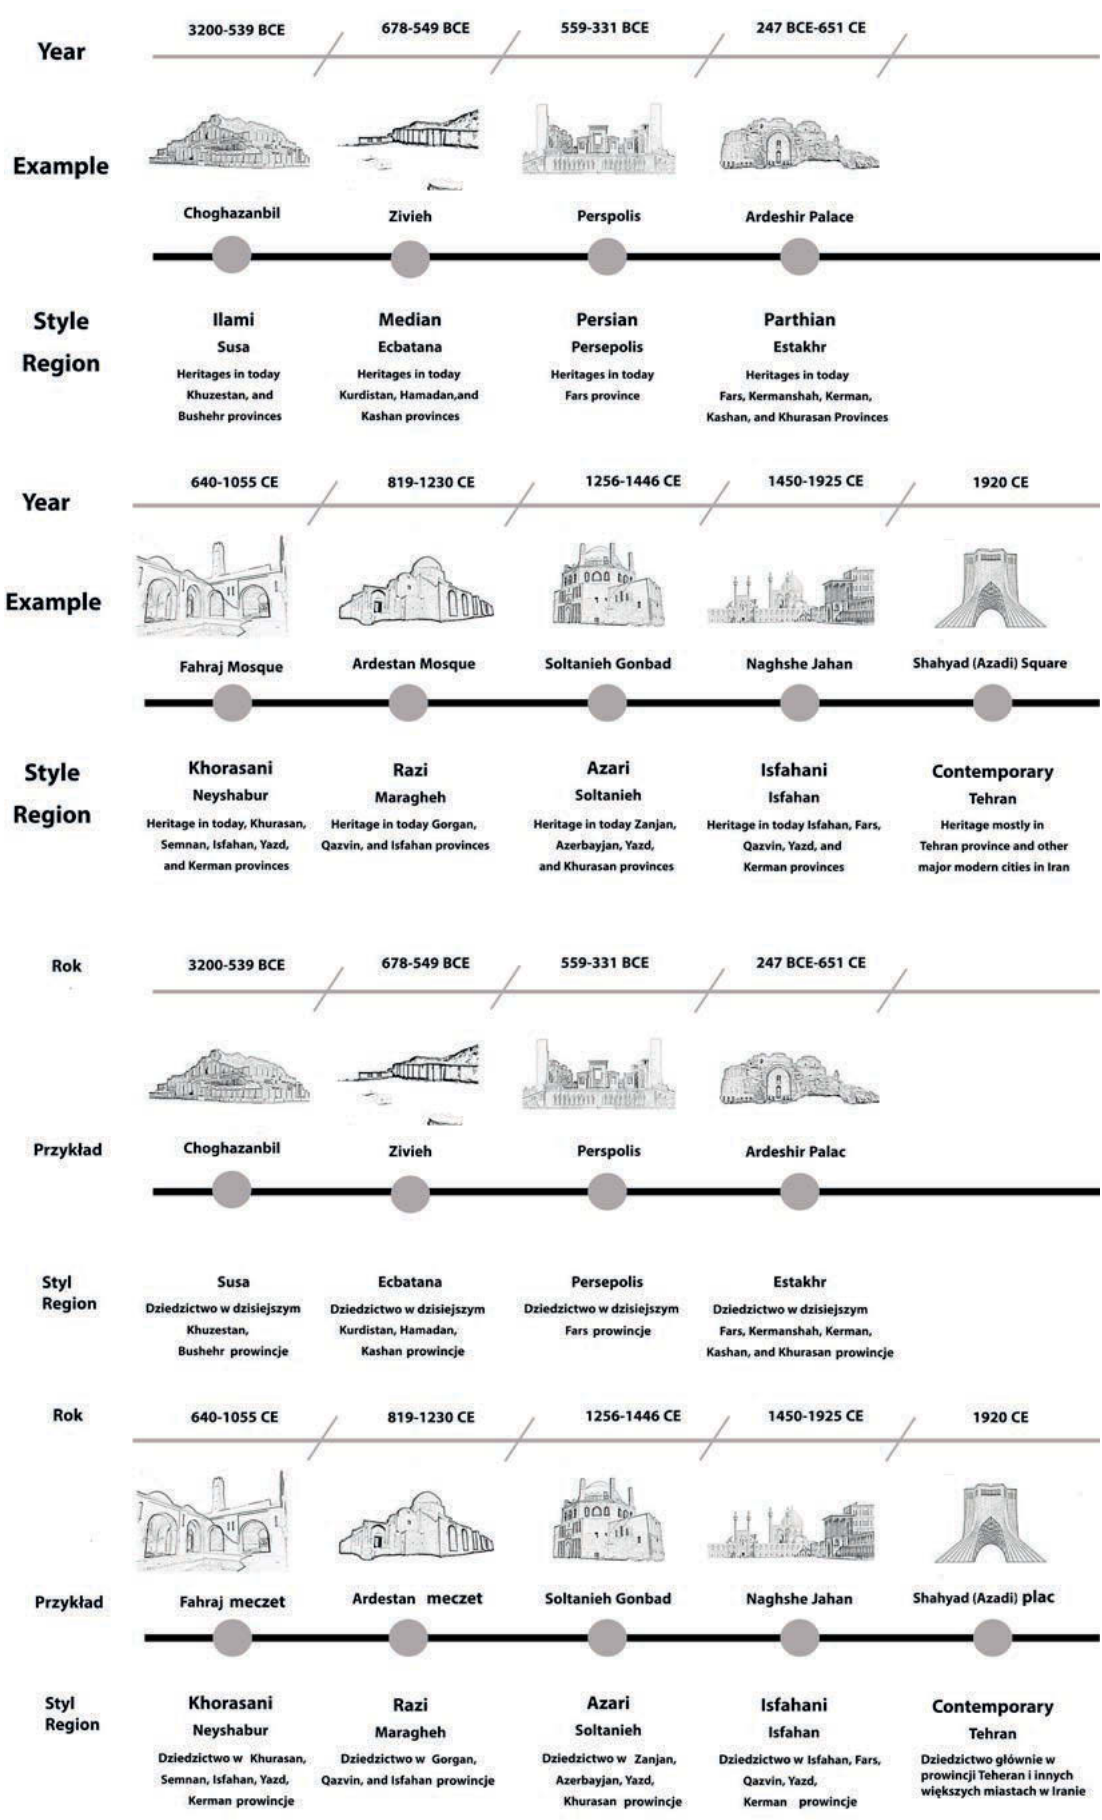 Year
3200-539 BCE
678-549 BCE
559-331 BCE
247 BCE-651 CE
Example
Choghazanbil
Zivieh
Perspolis
Ardeshir Palace
Style
Region
Ilami
Susa
Heritages in today
Khuzestan, and
Bushehr provinces
Median
Ecbatana
Heritages in today
Kurdistan, Hamadan,and
Kashan provinces
Persian
Persepolis
Heritages in today
Fars province
Parthian
Estakhr
Heritages in today
Fars, Kermanshah, Kerman,
Kashan, and Khurasan Provinces
Year
640-1055 CE
819-1230 CE
1256-1446 CE
1450-1925 CE
1920 CE
Example
Fahraj Mosque
Ardestan Mosque
Soltanieh Gonbad
Naghshe Jahan
Shahyad (Azadi) Square
Style
Region
Khorasani
Neyshabur
Heritage in today, Khurasan,
Semnan, Isfahan, Yazd,
and Kerman provinces
Razi
Maragheh
Heritage in today Gorgan,
Qazvin, and Isfahan provinces
Azari
Soltanieh
Heritage in today Zanjan,
Azerbayjan, Yazd,
and Khurasan provinces
Isfahani
Isfahan
Heritage in today Isfahan, Fars,
Qazvin, Yazd, and
Kerman provinces
Contemporary
Tehran
Heritage mostly in
Tehran province and other
major modern cities in Iran
Rok
3200-539 BCE
678-549 BCE
559-331 BCE
247 BCE-651 CE
Przykład
Choghazanbil
Zivieh
Perspolis
Ardeshir Palac
Styl
Region
Susa
Dziedzictwo w dzisiejszym
Khuzestan,
Bushehr prowincje
Ecbatana
Dziedzictwo w dzisiejszym
Kurdistan, Hamadan,
Kashan prowincje
Persepolis
Dziedzictwo w dzisiejszym
Fars prowincje
Estakhr
Dziedzictwo w dzisiejszym
Fars, Kermanshah, Kerman,
Kashan, and Khurasan prowincje
Rok
640-1055 CE
819-1230 CE
1256-1446 CE
1450-1925 CE
1920 CE
Przykład
Fahraj meczet
Ardestan meczet
Soltanieh Gonbad
Naghshe Jahan
Shahyad (Azadi) plac
Styl
Region
Khorasani
Neyshabur
Dziedzictwo w Khurasan,
Semnan, Isfahan, Yazd,
Kerman prowincje
Razi
Maragheh
Dziedzictwo w Gorgan,
Qazvin, and Isfahan prowincje
Azari
Soltanieh
Dziedzictwo w Zanjan,
Azerbayjan, Yazd,
Khurasan prowincje
Isfahani
Isfahan
Dziedzictwo w Isfahan, Fars,
Qazvin, Yazd,
Kerman prowincje
Contemporary
Tehran
Dziedzictwo głównie w
prowincji Teheran i innych
większych miastach w Iranie